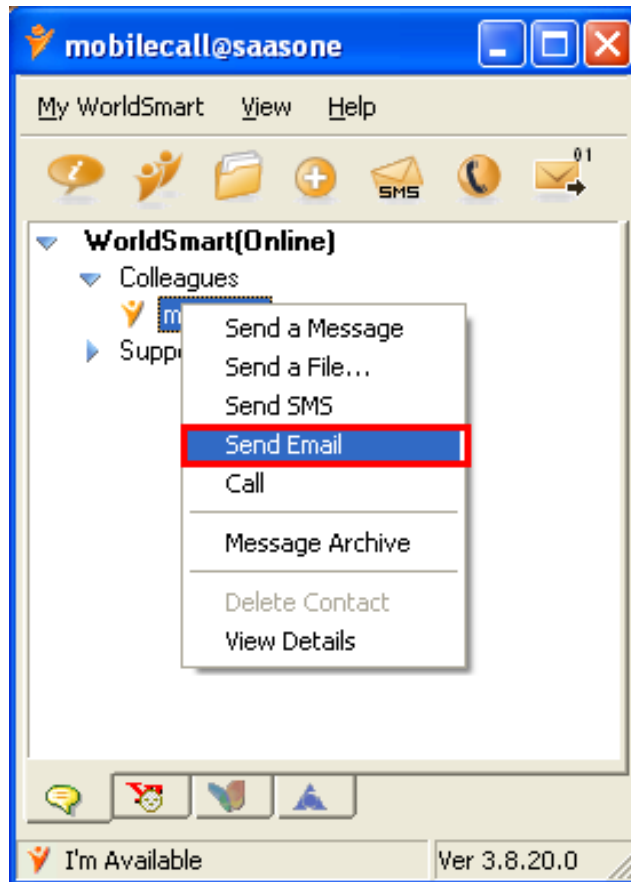 mobilecall@saasone
My WorldSmart View Help
SMS
01
WorldSmart(Online)
Colleagues
Send a Message
Send a File...
Send SMS
Send Email
Call
Message Archive
Delete Contact
View Details
I'm Available
Ver 3.8.20.0